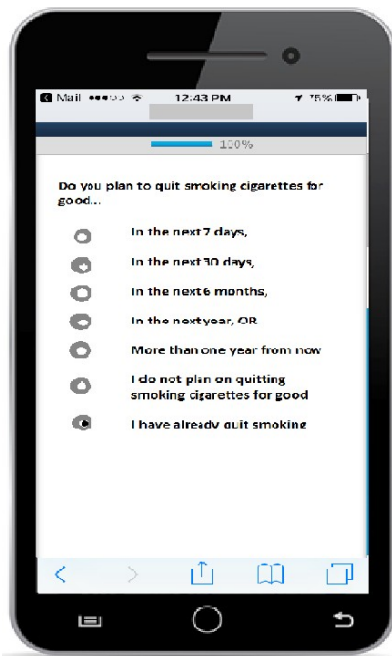 Mail 12:43 PM 75%
100%
Do you plan to quit smoking cigarettes for
good...
In the next 7 days,
In the next 30 days,
In the next 6 months,
In the next year, OR
More than one year from now
I do not plan on quitting
smoking cigarettes for good
I have already quit smoking